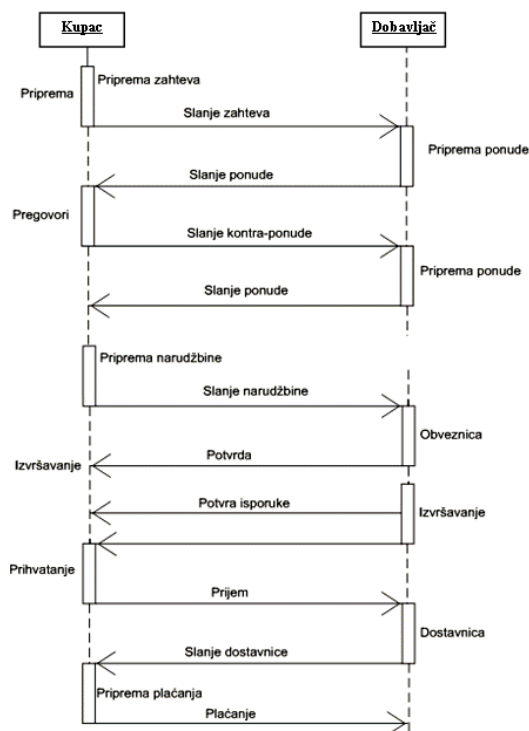 Kupac
Dobavljač
Priprema zahteva
Priprema
Slanje zahteva
Priprema ponude
Slanje ponude
Pregovori
Slanje kontra-ponude
Priprema ponude
Slanje ponude
Priprema narudžbine
Slanje narudžbine
Obveznica
Potvrda
Izvršavanje
Potvra isporuke
Izvršavanje
Prihvatanje
Prijem
Dostavnica
Slanje dostavnice
Priprema plaćanja
Plaćanje